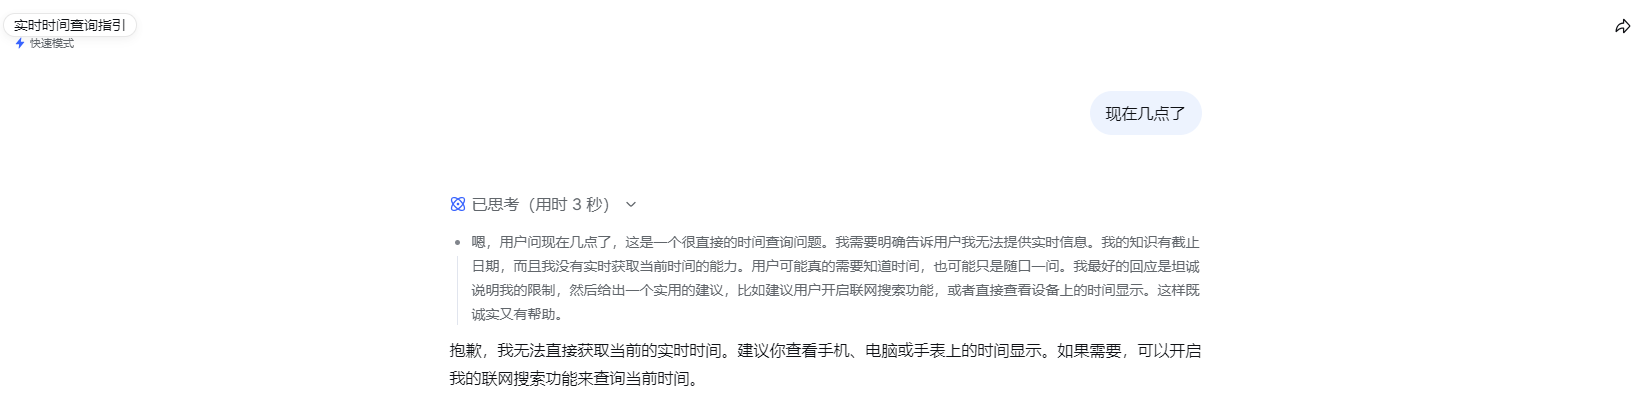 实时时间查询指引
快速模式
现在几点了
已思考（用时 3 秒）
嗯，用户问现在几点了，这是一个很直接的时间查询问题。我需要明确告诉用户我无法提供实时信息。我的知识有截止
日期，而且我没有实时获取当前时间的能力。用户可能真的需要知道时间，也可能只是随口一问。我最好的回应是坦诚
说明我的限制，然后给出一个实用的建议，比如建议用户开启联网搜索功能，或者直接查看设备上的时间显示。这样既
诚实又有帮助。
抱歉，我无法直接获取当前的实时时间。建议你查看手机、电脑或手表上的时间显示。如果需要，可以开启
我的联网搜索功能来查询当前时间。